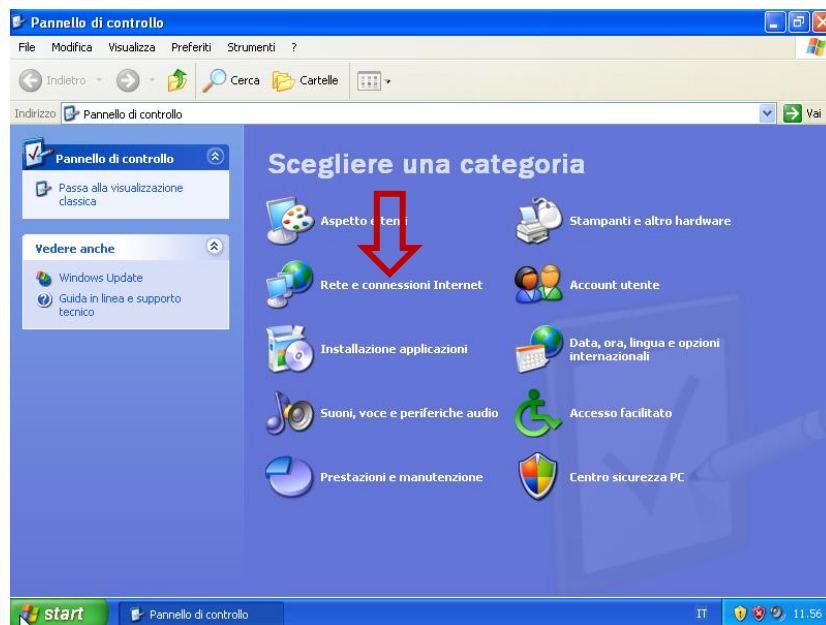 Pannello di controllo
File Modifica Visualizza Preferiti Strumenti ?
Indietro Cerca Cartelle
Indirizzo Pannello di controllo Vai
Pannello di controllo
Passa alla visualizzazione
classica
Vedere anche
Windows Update
Guida in linea e supporto
tecnico
Scegliere una categoria
Aspetto e temi
Stampanti e altro hardware
Rete e connessioni Internet
Account utente
Installazione applicazioni
Data, ora, lingua e opzioni
internazionali
Suoni, voce e periferiche audio
Accesso facilitato
Prestazioni e manutenzione
Centro sicurezza PC
start Pannello di controllo IT 11.56